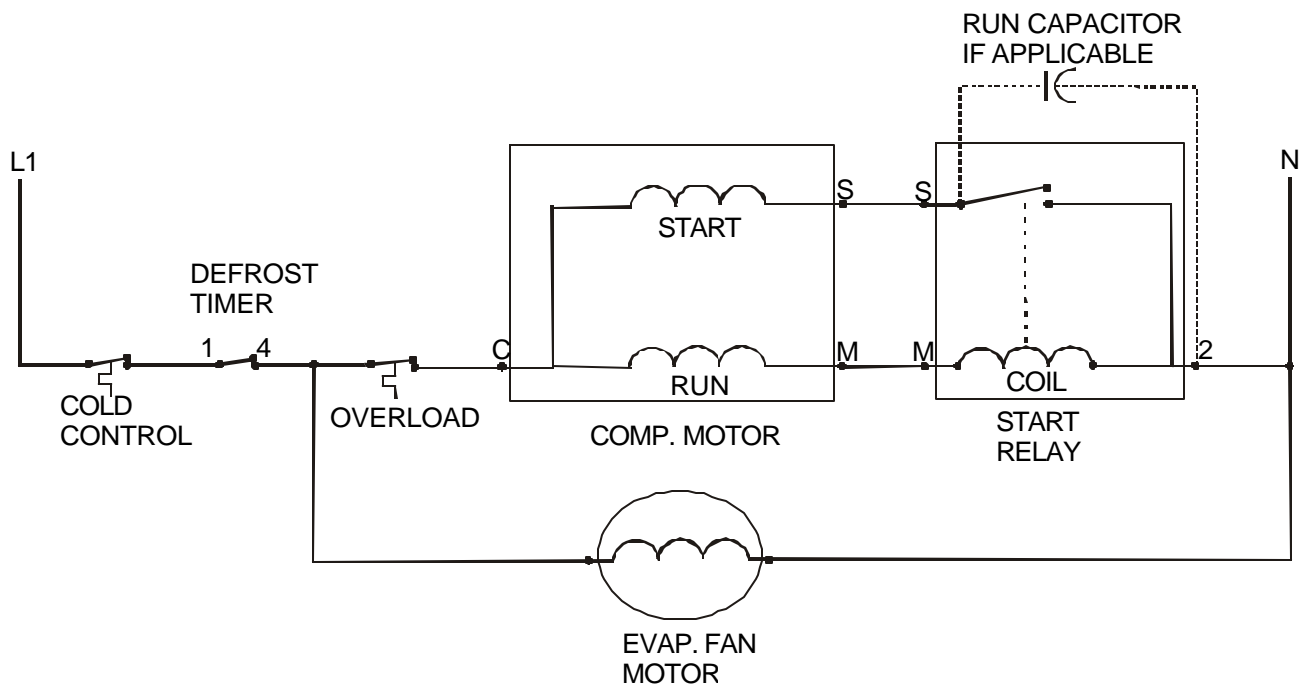 RUN CAPACITOR
IF APPLICABLE
L1
N
S
S
START
DEFROST
TIMER
1
4
C
M
M
2
RUN
COIL
COLD
CONTROL
OVERLOAD
COMP. MOTOR
START
RELAY
EVAP. FAN
MOTOR